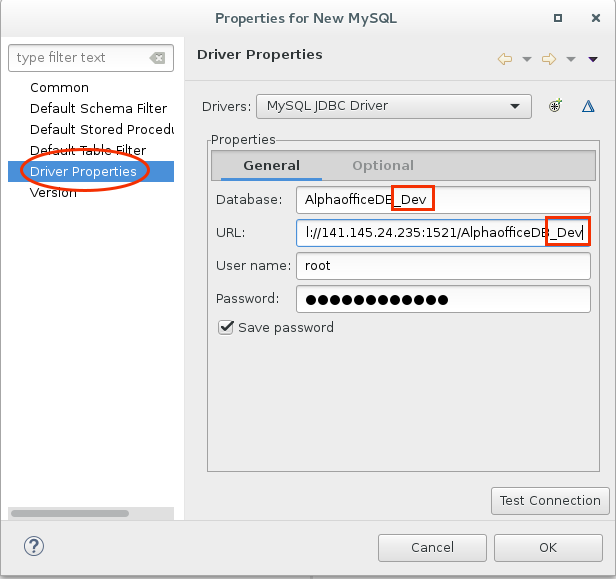 Properties for New MySQL
type filter text
Common
Default Schema Filter
Default Stored Procedu
Default Table Filter
Driver Properties
Version
Driver Properties
Drivers: MySQL JDBC Driver
Properties
General Optional
Database: AlphaofficeDB_Dev
URL: l://141.145.24.235:1521/AlphaofficeDB_Dev
User name: root
Password: ●●●●●●●●●●●●
Save password
Test Connection
? Cancel OK